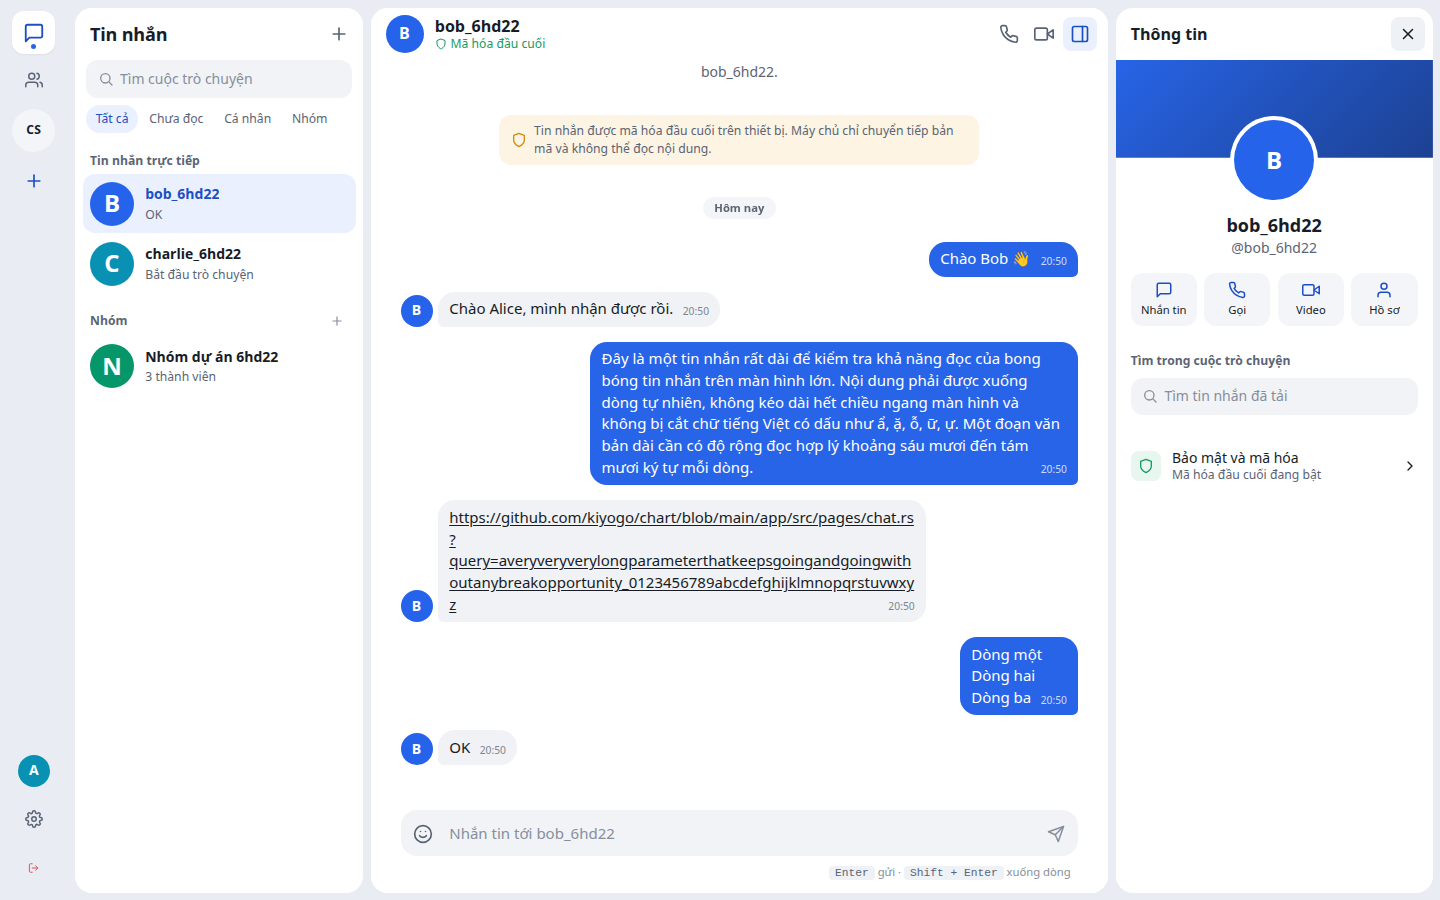 CS
A
Tin nhắn
Tìm cuộc trò chuyện
Tất cả
Chưa đọc
Cá nhân
Nhóm
Tin nhắn trực tiếp
B
bob_6hd22
OK
C
charlie_6hd22
Bắt đầu trò chuyện
Nhóm
N
Nhóm dự án 6hd22
3 thành viên
B
bob_6hd22
Mã hóa đầu cuối
bob_6hd22.
Tin nhắn được mã hóa đầu cuối trên thiết bị. Máy chủ chỉ chuyển tiếp bản
mã và không thể đọc nội dung.
Hôm nay
Chào Bob 👋 20:50
B
Chào Alice, mình nhận được rồi. 20:50
Đây là một tin nhắn rất dài để kiểm tra khả năng đọc của bong
bóng tin nhắn trên màn hình lớn. Nội dung phải được xuống
dòng tự nhiên, không kéo dài hết chiều ngang màn hình và
không bị cắt chữ tiếng Việt có dấu như ẩ, ặ, ỗ, ữ, ự. Một đoạn văn
bản dài cần có độ rộng đọc hợp lý khoảng sáu mươi đến tám
mươi ký tự mỗi dòng. 20:50
https://github.com/kiyogo/chart/blob/main/app/src/pages/chat.rs
?
query=averyveryverylongparameterthatkeepsgoingandgoingwith
outanybreakopportunity_0123456789abcdefghijklmnopqrstuvwxy
z 20:50
B
Dòng một
Dòng hai
Dòng ba 20:50
B
OK 20:50
Nhắn tin tới bob_6hd22
Enter gửi · Shift + Enter xuống dòng
Thông tin
B
bob_6hd22
@bob_6hd22
Nhắn tin
Gọi
Video
Hồ sơ
Tìm trong cuộc trò chuyện
Tìm tin nhắn đã tải
Bảo mật và mã hóa
Mã hóa đầu cuối đang bật